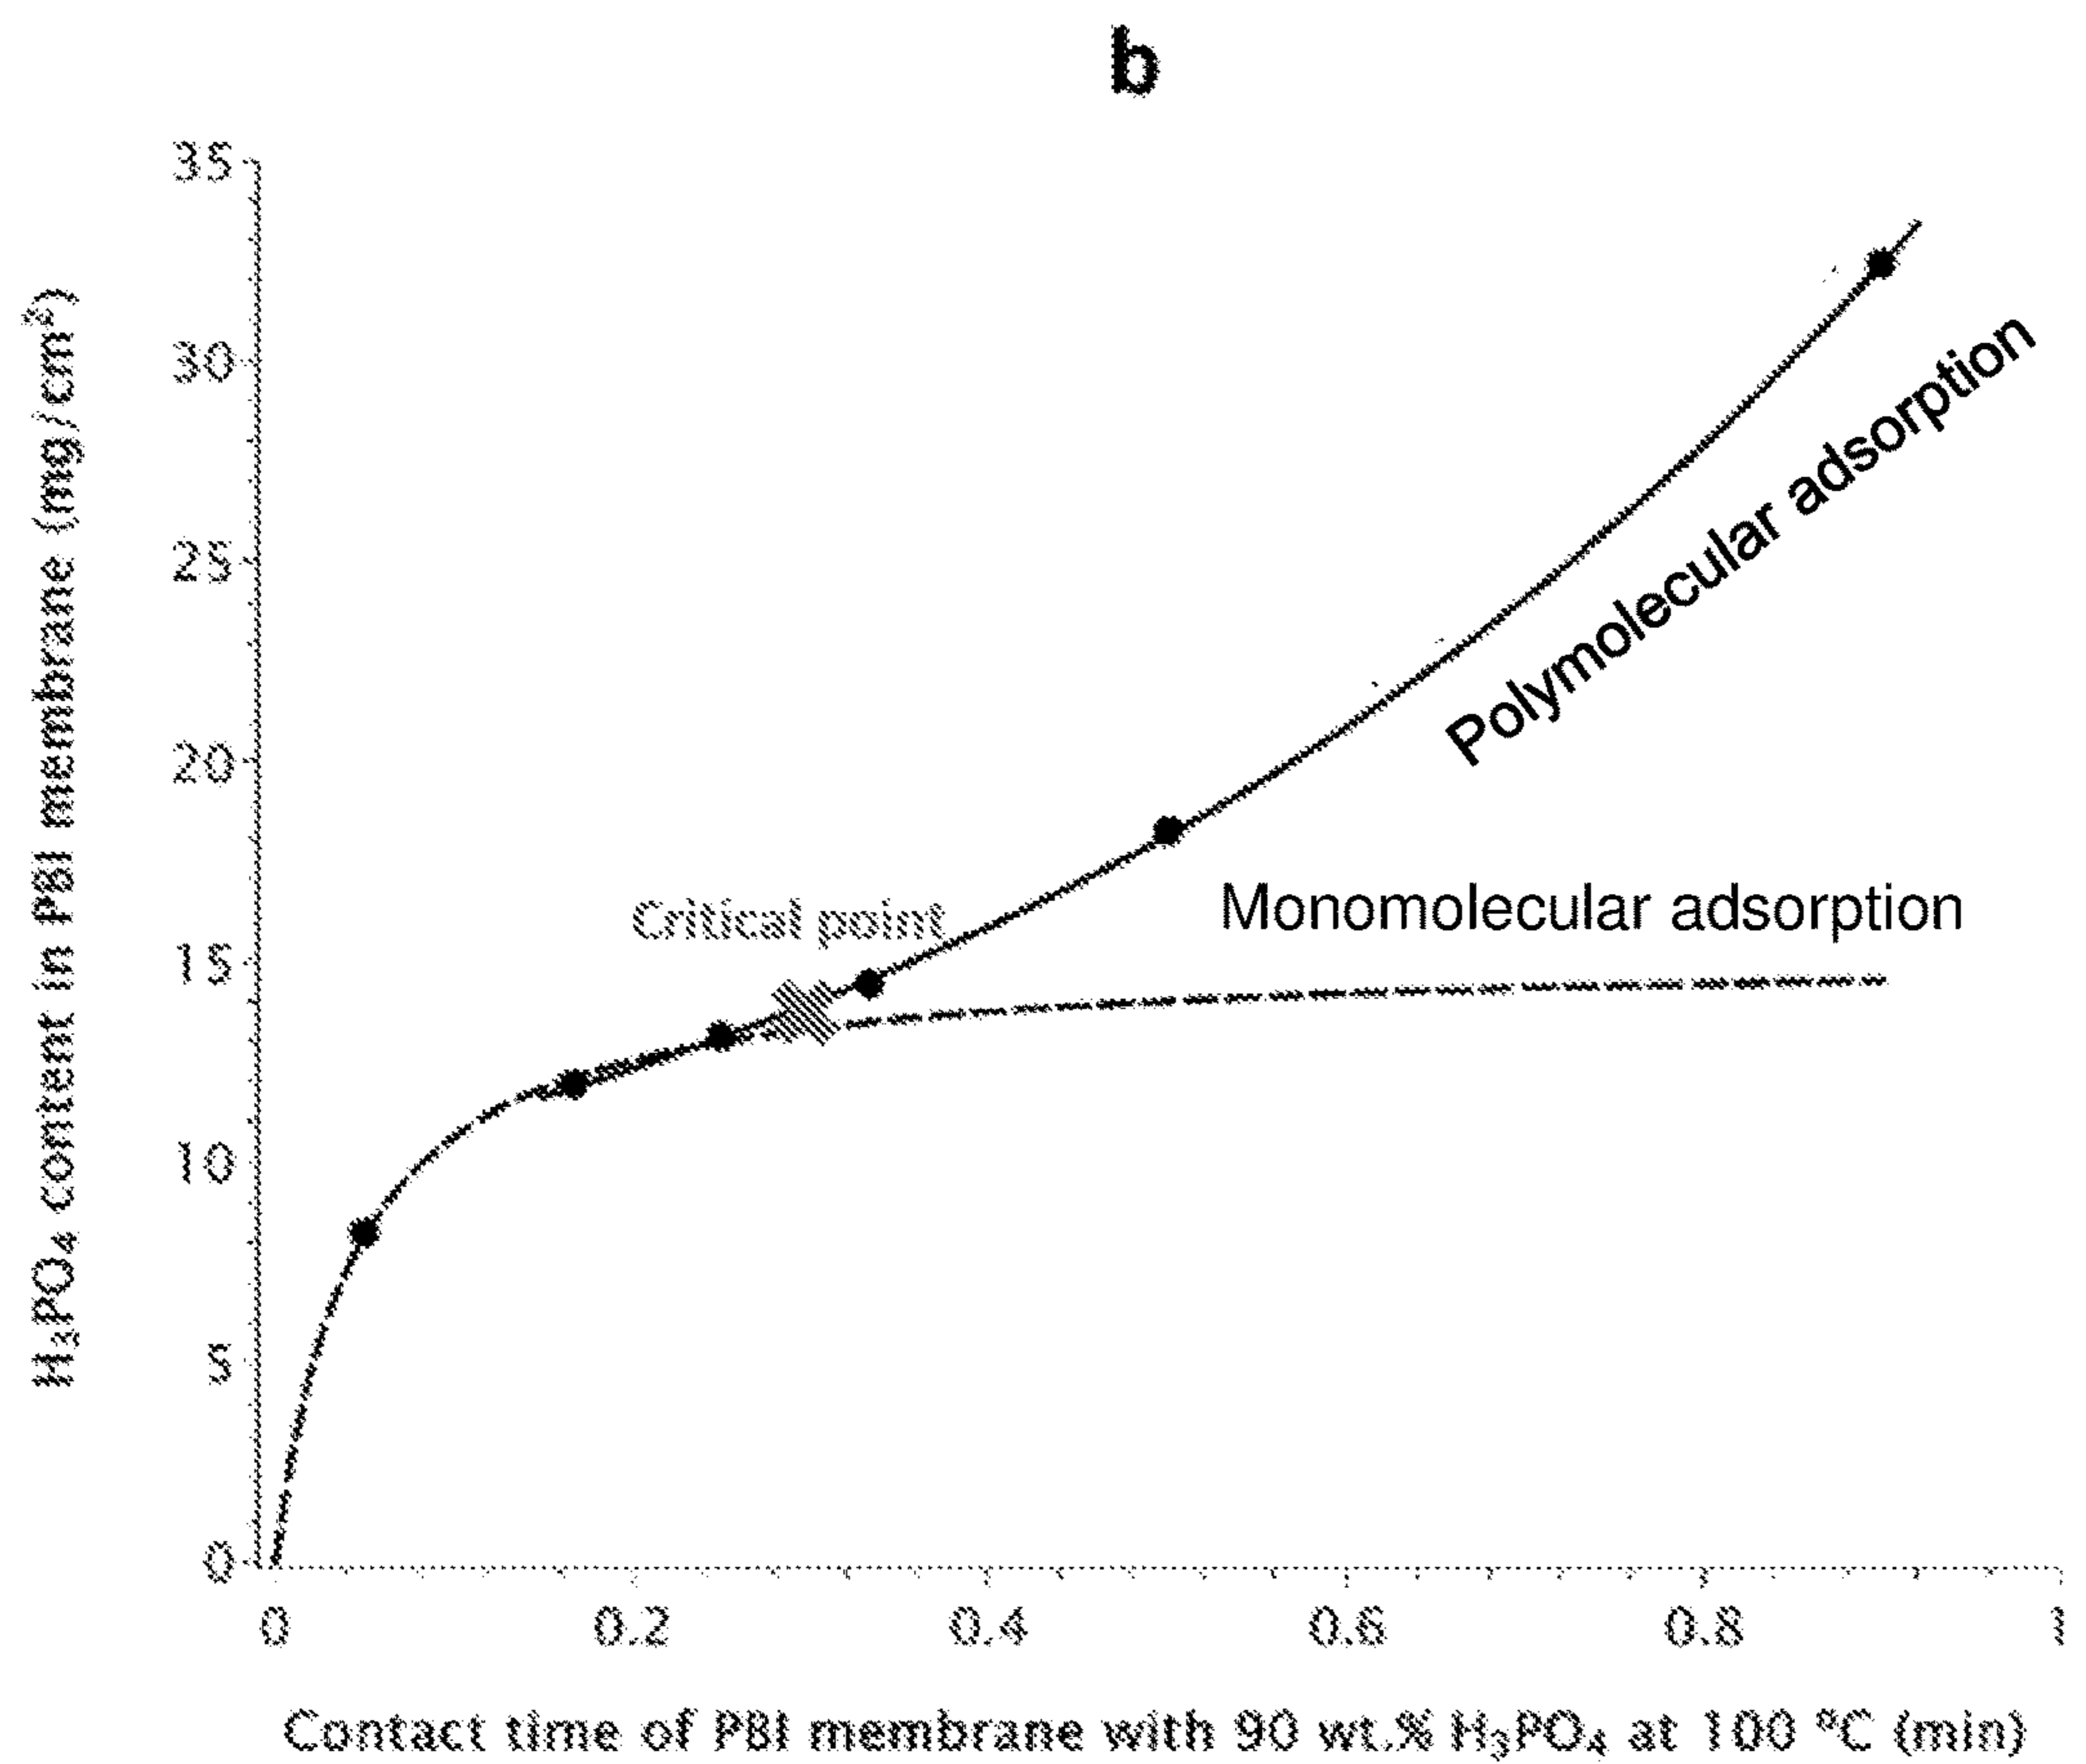 b
H₃PO₄ content in PBI membrane (mg/cm²)
35
30
25
20
15
10
5
0
Polymolecular adsorption
Critical point
Monomolecular adsorption
0 0.2 0.4 0.6 0.8 1
Contact time of PBI membrane with 90 wt.% H₃PO₄ at 100 ºC (min)